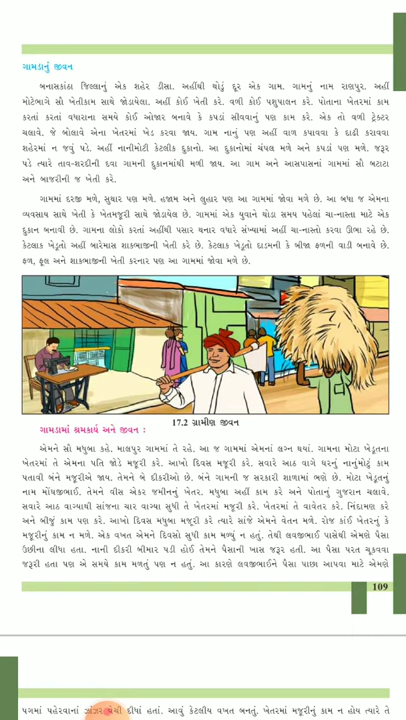 ગામડાનું જીવન
બનાસકાંઠા જિલ્લાનું એક શહેર ડીસા. અહીંથી થોડું દૂર એક ગામ. ગામનું નામ રાણપુર. અહીં
મોટેભાગે સૌ ખેતીકામ સાથે જોડાયેલા. અહીં કોઈ ખેતી કરે. વળી કોઈ પશુપાલન કરે. પોતાના ખેતરમાં કામ
કરતાં કરતાં વધારાના સમયે કોઈ ઓજાર બનાવે કે કપડાં સીવવાનું પણ કામ કરે. એક તો વળી ટ્રેક્ટર
ચલાવે. જે બોલાવે એના ખેતરમાં ખેડ કરવા જાય. ગામ નાનું પણ અહીં વાળ કપાવવા કે દાઢી કરાવવા
શહેરમાં ન જવું પડે. અહીં નાનીમોટી કેટલીક દુકાનો. આ દુકાનોમાં ચંપલ મળે અને કપડાં પણ મળે. જરૂર
પડે ત્યારે તાવ-શરદીની દવા ગામની દુકાનમાંથી મળી જાય. આ ગામ અને આસપાસનાં ગામમાં સૌ બટાટા
અને બાજરીની જ ખેતી કરે.
ગામમાં દરજી મળે, સુથાર પણ મળે. હજામ અને લુહાર પણ આ ગામમાં જોવા મળે છે. આ બધા જ એમના
વ્યવસાય સાથે ખેતી કે ખેતમજૂરી સાથે જોડાયેલ છે. ગામમાં એક યુવાને થોડા સમય પહેલાં ચા-નાસ્તા માટે એક
દુકાન બનાવી છે. ગામના લોકો કરતાં અહીંથી પસાર થનાર વધારે સંખ્યામાં અહીં ચા-નાસ્તો કરવા ઊભા રહે છે.
કેટલાક ખેડૂતો અહીં બારેમાસ શાકભાજીની ખેતી કરે છે. કેટલાક ખેડૂતો દાડમની કે બીજા ફળની વાડી બનાવે છે.
ફળ, ફૂલ અને શાકભાજીની ખેતી કરનાર પણ આ ગામમાં જોવા મળે છે.
17.2 ગ્રામીણ જીવન
ગામડામાં શ્રમકાર્ય અને જીવન :
એમને સૌ મધુબા કહે. માલપુર ગામમાં તે રહે. આ જ ગામમાં એમનાં લગ્ન થયાં. ગામના મોટા ખેડૂતના
ખેતરમાં તે એમના પતિ જોડે મજૂરી કરે. આખો દિવસ મજૂરી કરે. સવારે આઠ વાગે ઘરનું નાનુંમોટું કામ
પતાવી બંને મજૂરીએ જાય. તેમને બે દીકરીઓ છે. બંને ગામની જ સરકારી શાળામાં ભણે છે. મોટા ખેડૂતનું
નામ મોંઘજીભાઈ. તેમને વીસ એકર જમીનનું ખેતર. મધુબા અહીં કામ કરે અને પોતાનું ગુજરાન ચલાવે.
સવારે આઠ વાગ્યાથી સાંજના ચાર વાગ્યા સુધી તે ખેતરમાં મજૂરી કરે. ખેતરમાં તે વાવેતર કરે. નિંદામણ કરે
અને બીજું કામ પણ કરે. આખો દિવસ મધુબા મજૂરી કરે ત્યારે સાંજે એમને વેતન મળે. રોજ કાંઈ ખેતરનું કે
મજૂરીનું કામ ન મળે. એક વખત એમને દિવસો સુધી કામ મળ્યું ન હતું. તેથી લવજીભાઈ પાસેથી એમણે પૈસા
ઉછીના લીધા હતા. નાની દીકરી બીમાર પડી હોઈ તેમને પૈસાની ખાસ જરૂર હતી. આ પૈસા પરત ચૂકવવા
જરૂરી હતા પણ એ સમયે કામ મળતું પણ ન હતું. આ કારણે લવજીભાઈને પૈસા પાછા આપવા માટે એમણે
109
પગમાં પહેરવાનાં ઝાંઝર વેચી દીધાં હતાં. આવું કેટલીય વખત બનતું. ખેતરમાં મજૂરીનું કામ ન હોય ત્યારે તે